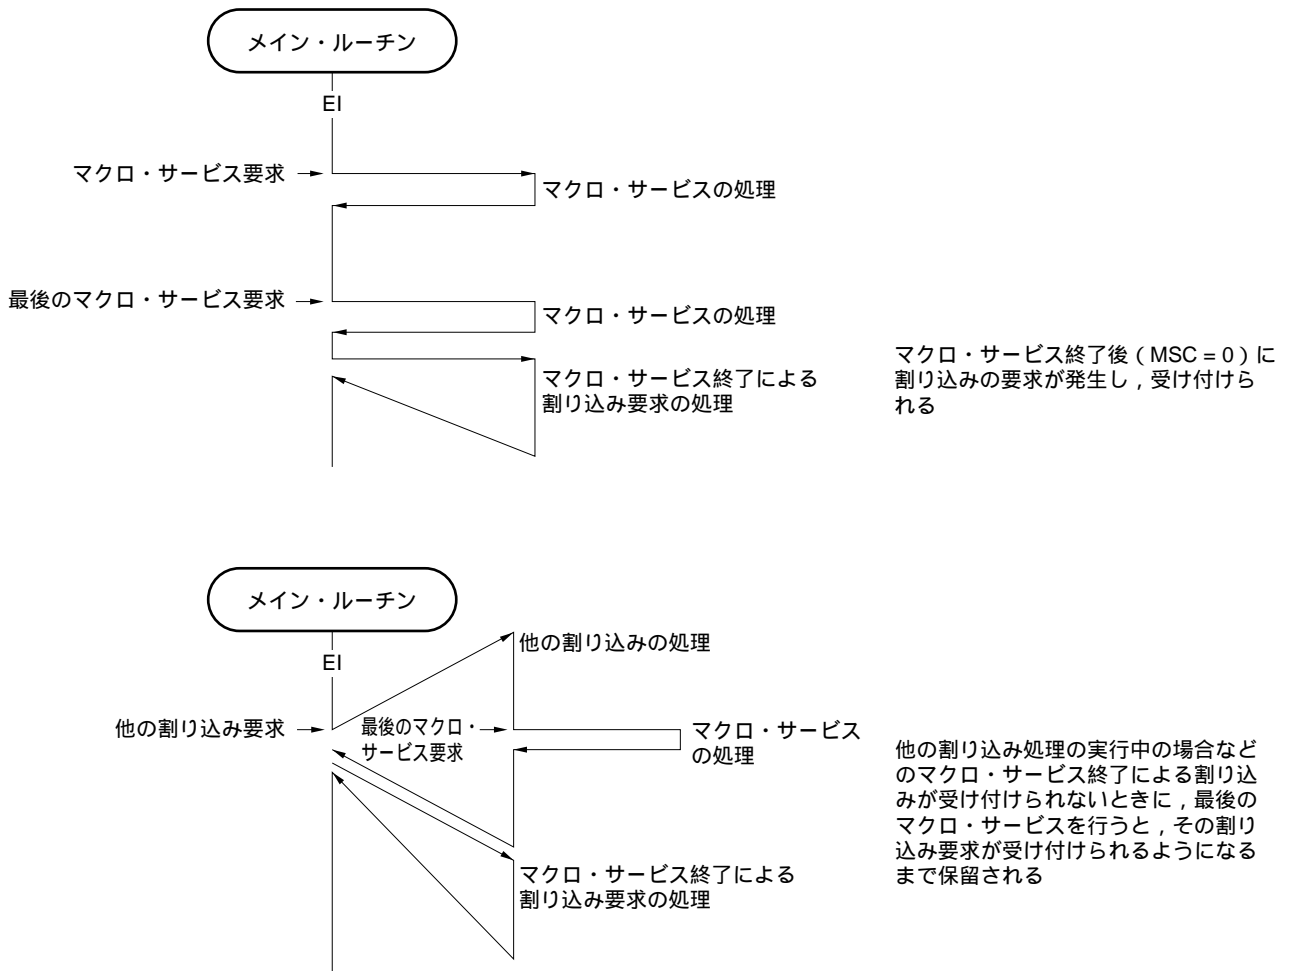 メイン・ルーチン
EI
マクロ・サービス要求
マクロ・サービスの処理
最後のマクロ・サービス要求
マクロ・サービスの処理
マクロ・サービス終了による
割り込み要求の処理
マクロ・サービス終了後（MSC = 0）に
割り込みの要求が発生し，受け付けら
れる
メイン・ルーチン
EI
他の割り込みの処理
他の割り込み要求
最後のマクロ・
サービス要求
マクロ・サービス
の処理
マクロ・サービス終了による
割り込み要求の処理
他の割り込み処理の実行中の場合など
のマクロ・サービス終了による割り込
みが受け付けられないときに，最後の
マクロ・サービスを行うと，その割り
込み要求が受け付けられるようになる
まで保留される